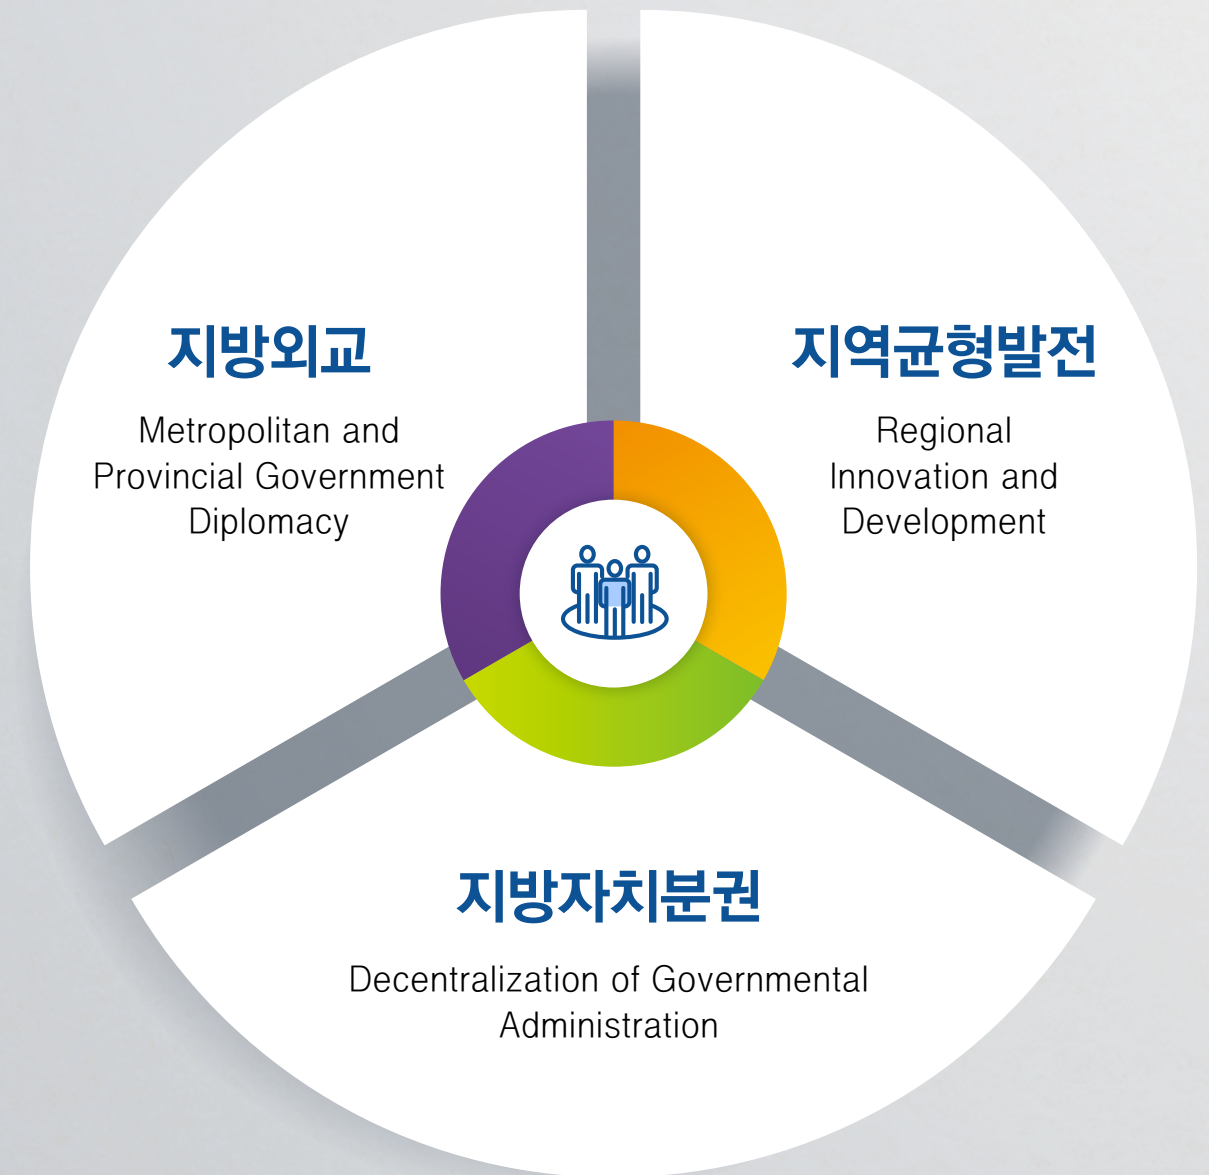 지방외교
Metropolitan and
Provincial Government
Diplomacy
지역균형발전
Regional
Innovation and
Development
지방자치분권
Decentralization of Governmental
Administration